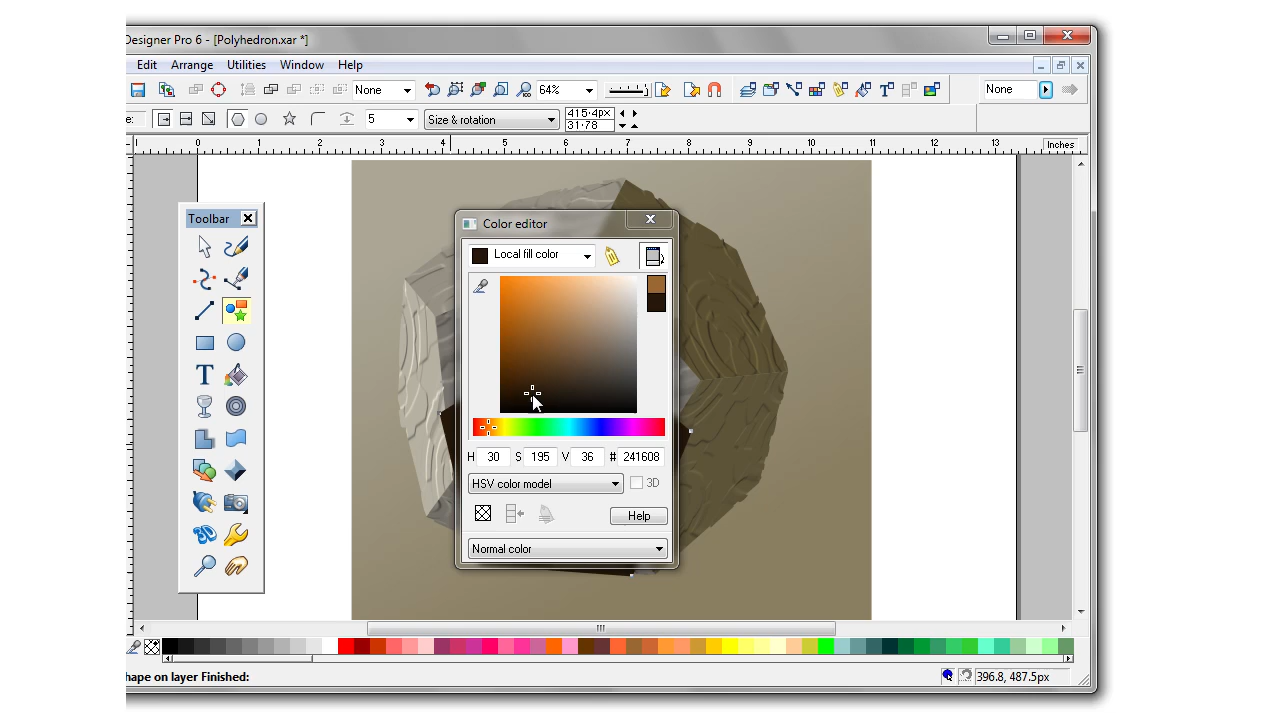 Designer Pro 6 - [Polyhedron.xar *]
Edit Arrange Utilities Window Help
None 64% None
e: 5 Size & rotation 415.4px
31.78
0 1 2 3 4 5 6 7 8 9 10 11 12 13 Inches
Toolbar
Color editor
Local fill color
H 30 S 195 V 36 # 241608
HSV color model 3D
Help
Normal color
hape on layer Finished: 396.8, 487.5px